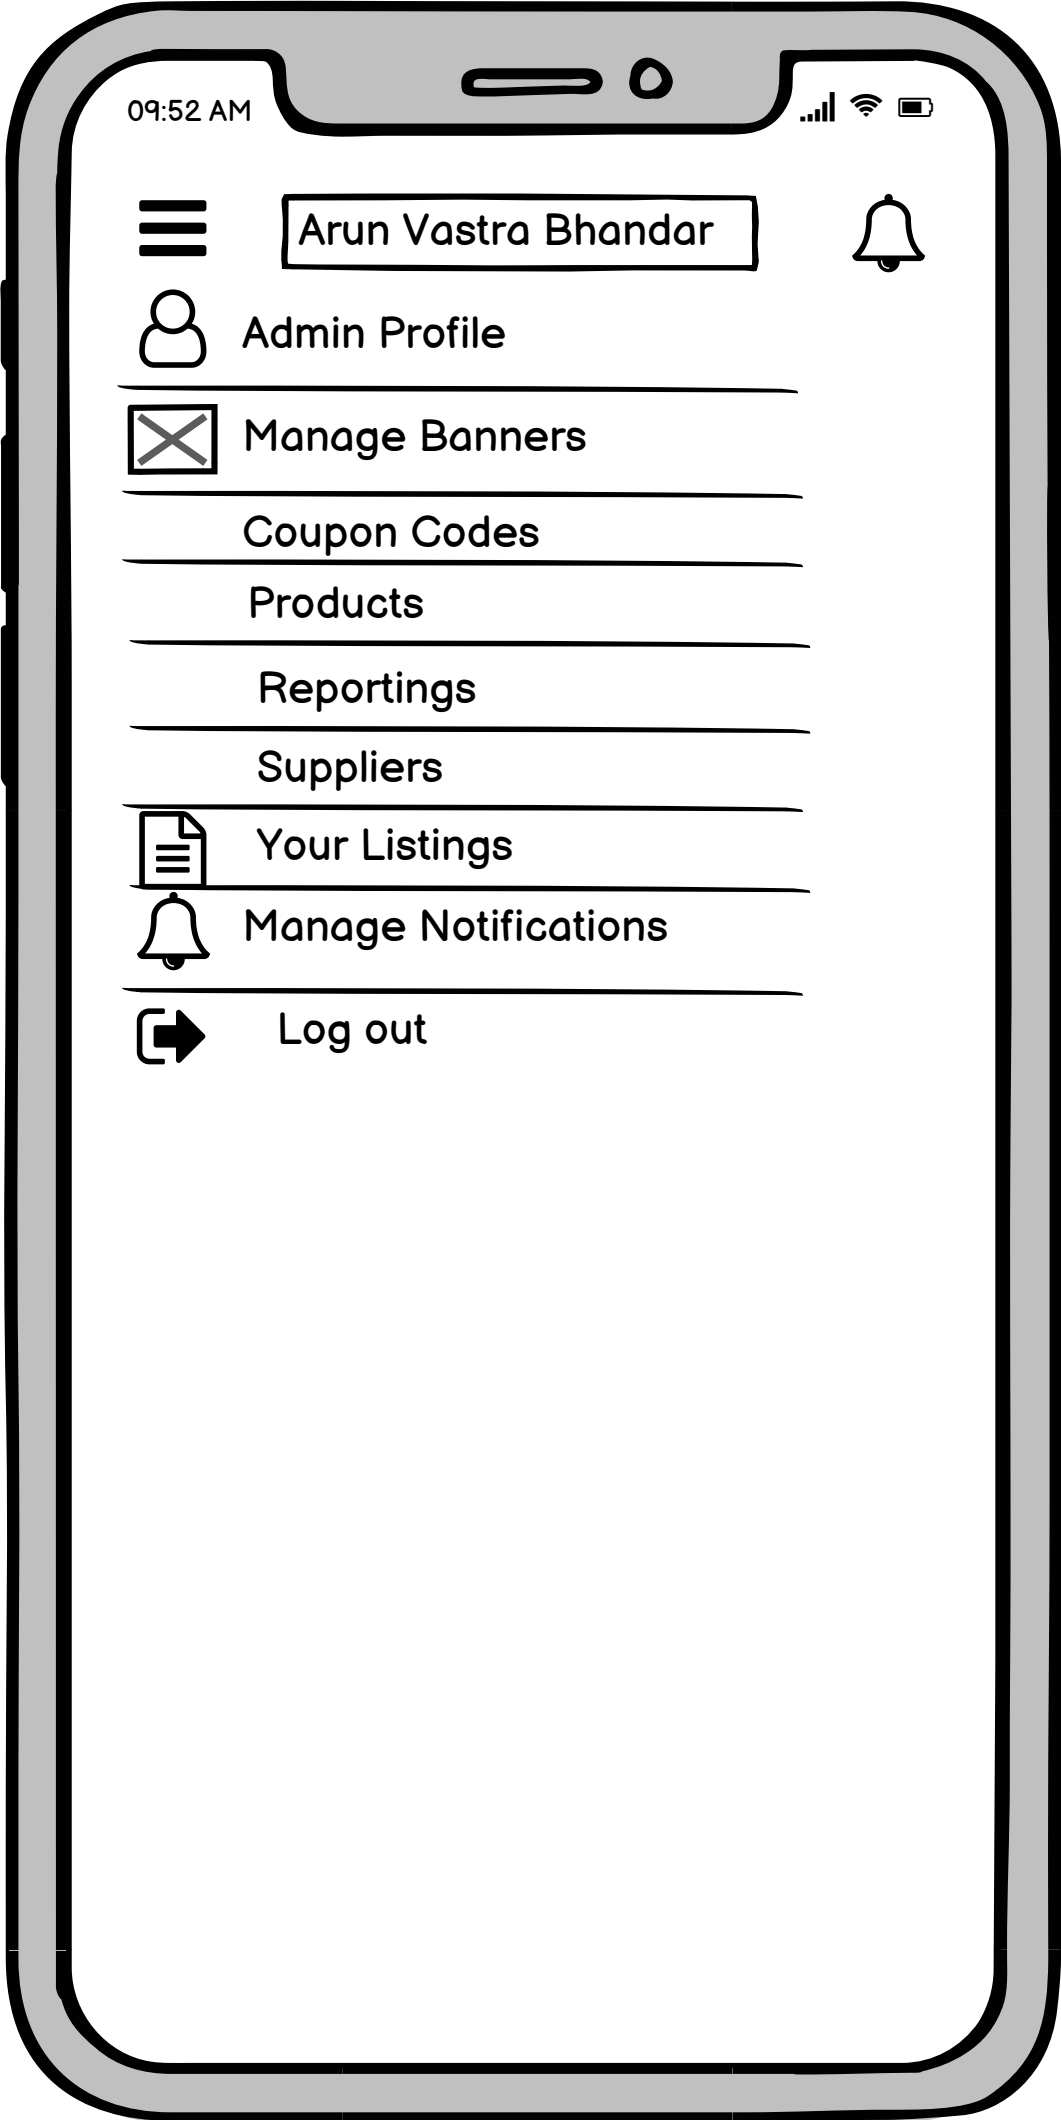 09:52 AM
Arun Vastra Bhandar
Admin Profile
Manage Banners
Coupon Codes
Products
Reportings
Suppliers
Your Listings
Manage Notifications
Log out